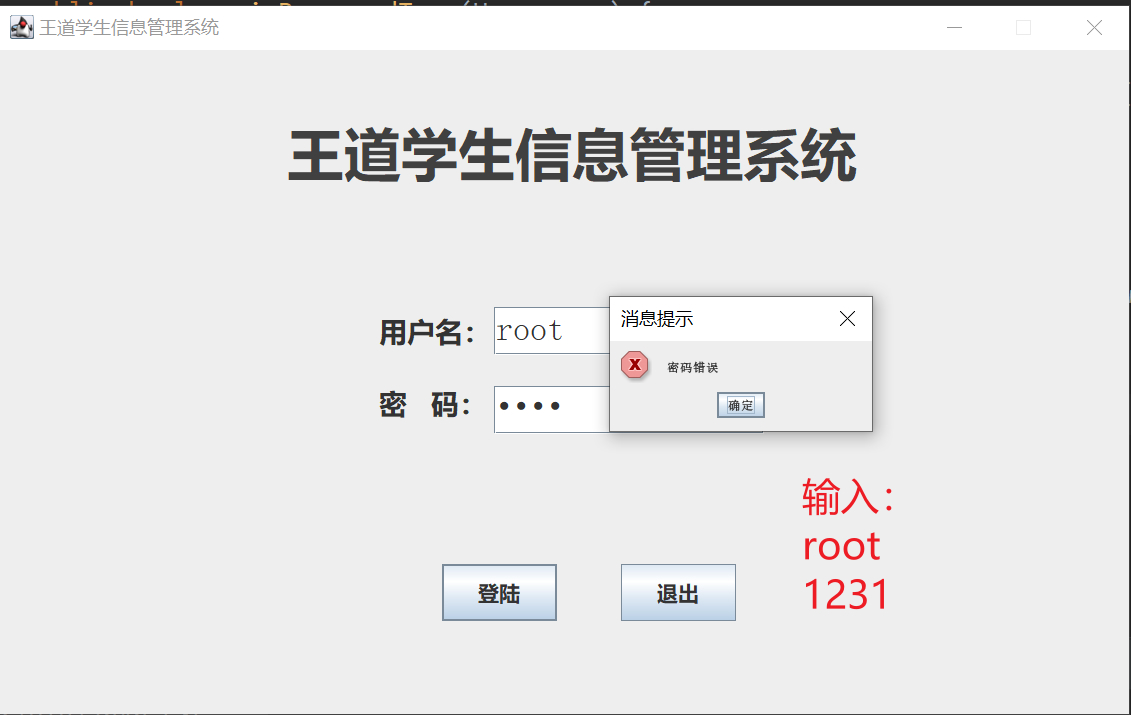 王道学生信息管理系统
王道学生信息管理系统
用户名：
root
消息提示
密码错误
确定
密 码：
••••
输入：
root
1231
登陆
退出